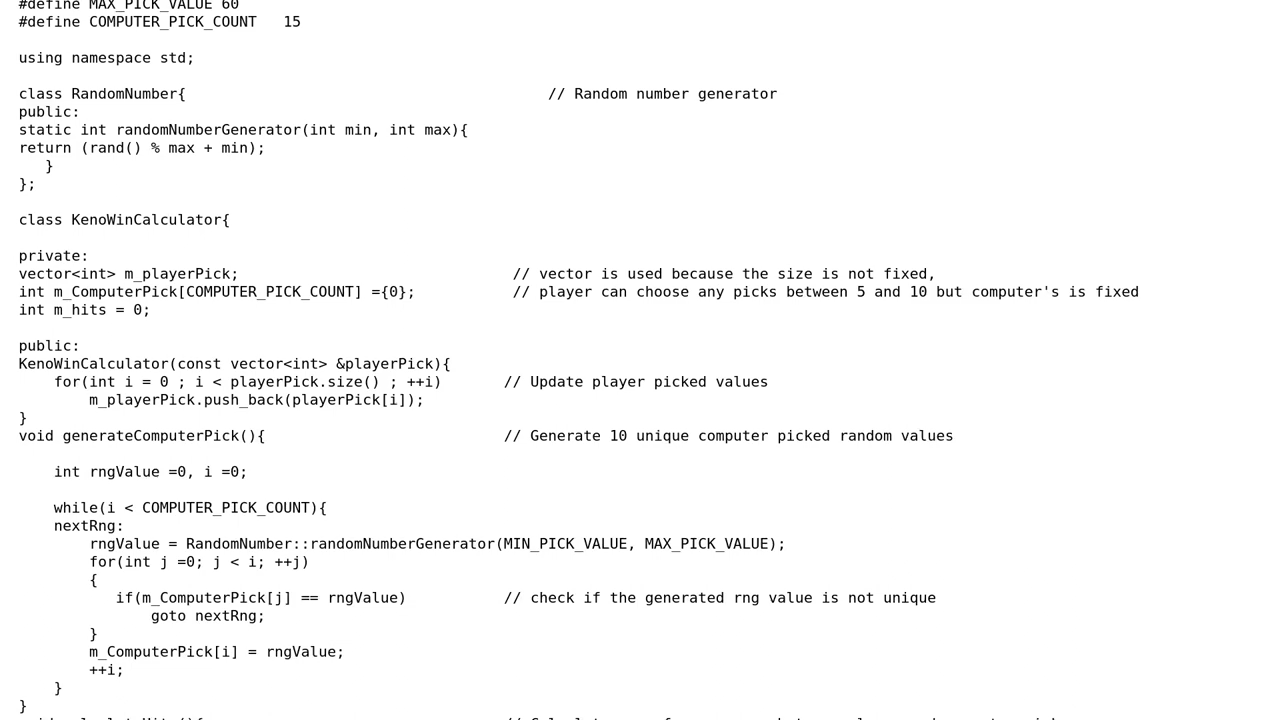 #define MAX_PICK_VALUE 60
#define COMPUTER_PICK_COUNT   15
using namespace std;
class RandomNumber{                                         // Random number generator
public:
static int randomNumberGenerator(int min, int max){
return (rand() % max + min);
   }
};
class KenoWinCalculator{
private:
vector<int> m_playerPick;                               // vector is used because the size is not fixed,
int m_ComputerPick[COMPUTER_PICK_COUNT] ={0};           // player can choose any picks between 5 and 10 but computer's is fixed
int m_hits = 0;
public:
KenoWinCalculator(const vector<int> &playerPick){
    for(int i = 0 ; i < playerPick.size() ; ++i)       // Update player picked values
        m_playerPick.push_back(playerPick[i]);
}
void generateComputerPick(){                           // Generate 10 unique computer picked random values
    int rngValue =0, i =0;
    while(i < COMPUTER_PICK_COUNT){
    nextRng:
        rngValue = RandomNumber::randomNumberGenerator(MIN_PICK_VALUE, MAX_PICK_VALUE);
        for(int j =0; j < i; ++j)
        {
           if(m_ComputerPick[j] == rngValue)           // check if the generated rng value is not unique
               goto nextRng;
        }
        m_ComputerPick[i] = rngValue;
        ++i;
    }
}